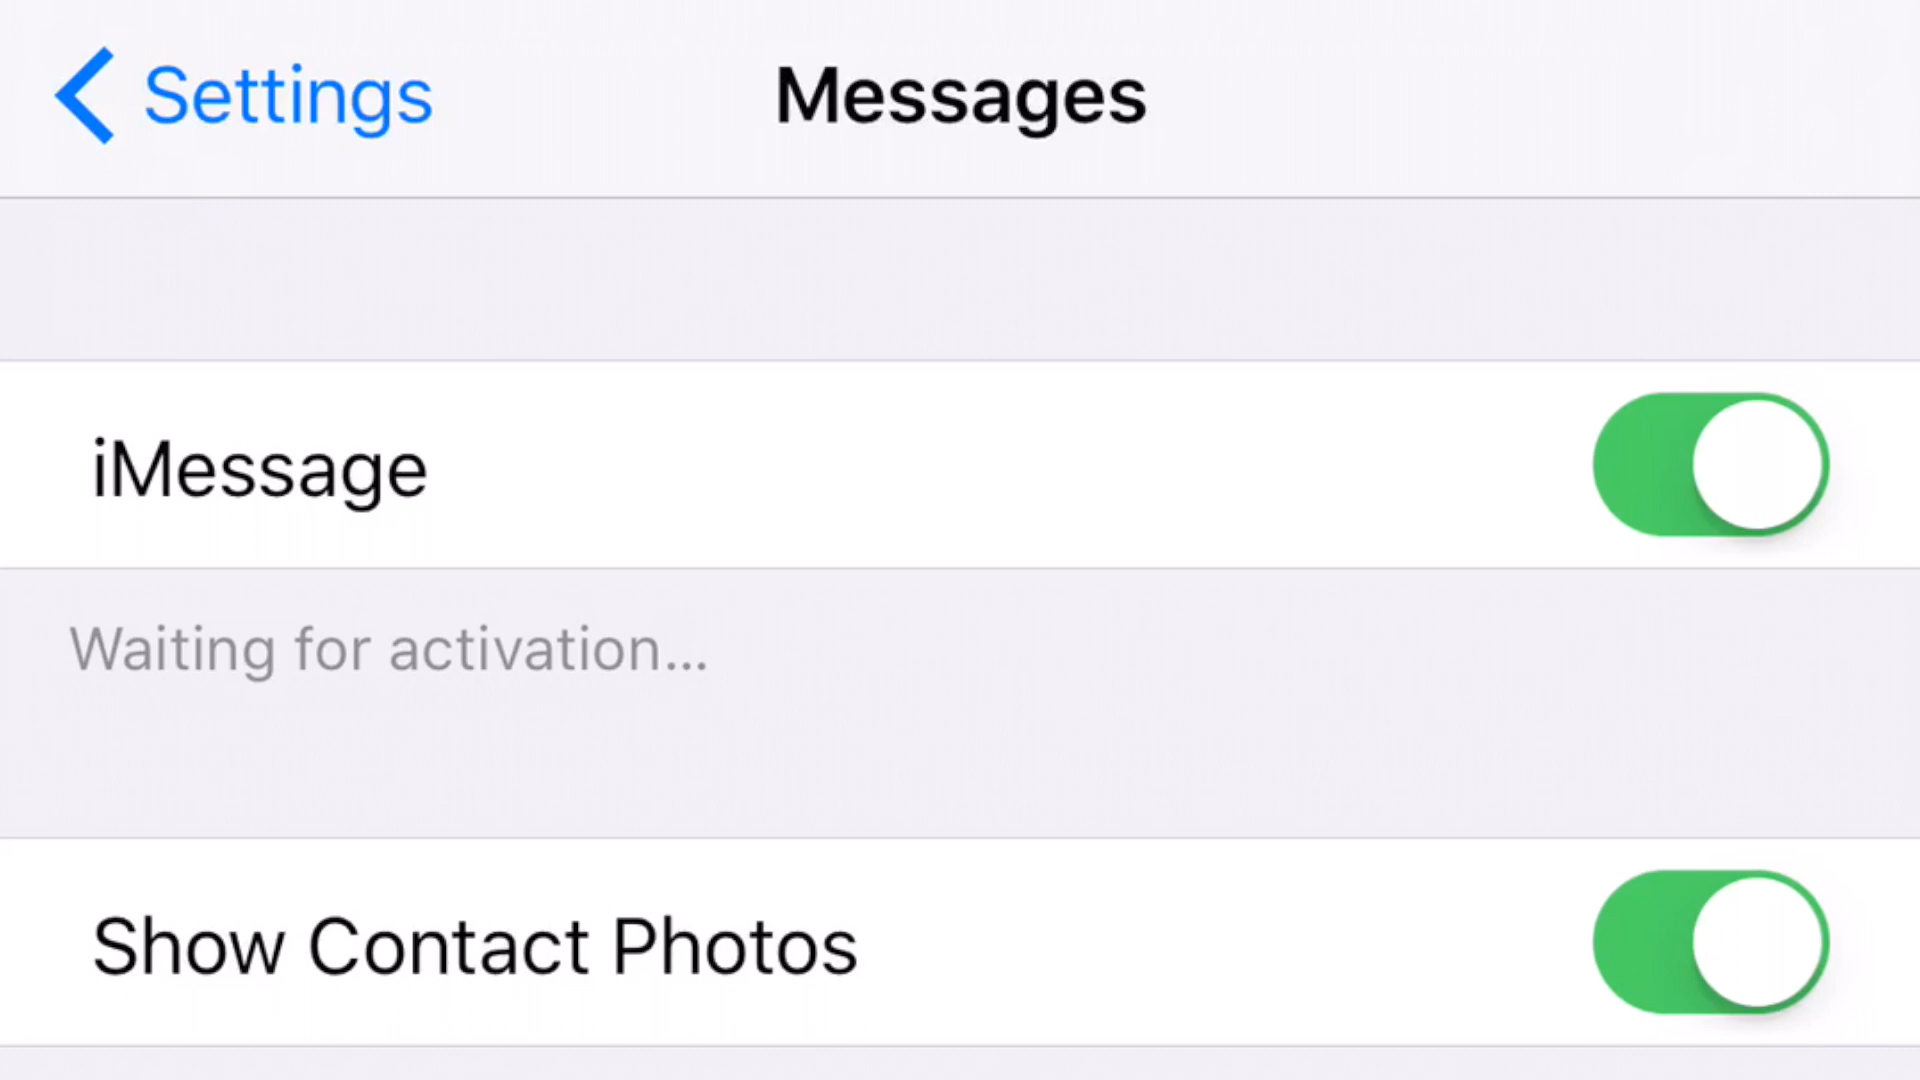 Settings
Messages
iMessage
Waiting for activation...
Show Contact Photos